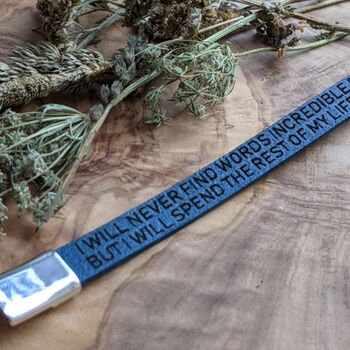 I WILL NEVER FIND WORDS INCREDIBLE
BUT I WILL SPEND THE REST OF MY LIFE